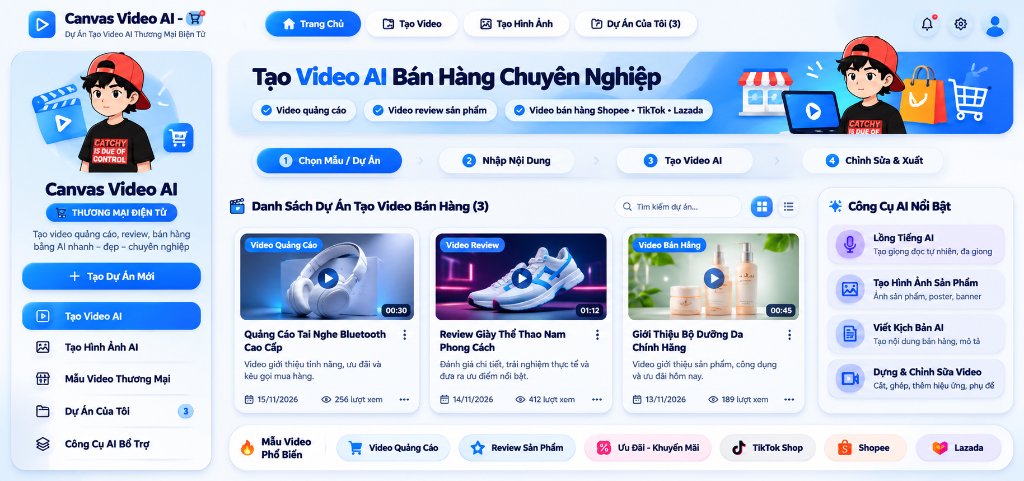 Canvas Video AI -
Dự Án Tạo Video AI Thương Mại Điện Tử
Trang Chủ
Tạo Video
Tạo Hình Ảnh
Dự Án Của Tôi (3)
CATCHY
IS DUE OF
CONTROL
Canvas Video AI
THƯƠNG MẠI ĐIỆN TỬ
Tạo video quảng cáo, review, bán hàng
bằng AI nhanh – đẹp – chuyên nghiệp
Tạo Dự Án Mới
Tạo Video AI
Tạo Hình Ảnh AI
Mẫu Video Thương Mại
Dự Án Của Tôi
3
Công Cụ AI Bổ Trợ
Tạo Video AI Bán Hàng Chuyên Nghiệp
Video quảng cáo
Video review sản phẩm
Video bán hàng Shopee • TikTok • Lazada
CATCHY
IS DUE OF
1 Chọn Mẫu / Dự Án
2 Nhập Nội Dung
3 Tạo Video AI
4 Chỉnh Sửa & Xuất
Danh Sách Dự Án Tạo Video Bán Hàng (3)
Tìm kiếm dự án...
Video Quảng Cáo
00:30
Quảng Cáo Tai Nghe Bluetooth
Cao Cấp
Video giới thiệu tính năng, ưu đãi và
kêu gọi mua hàng.
15/11/2026
256 lượt xem
Video Review
01:12
Review Giày Thể Thao Nam
Phong Cách
Đánh giá chi tiết, trải nghiệm thực tế và
đưa ra ưu điểm nổi bật.
14/11/2026
412 lượt xem
Video Bán Hàng
00:45
Giới Thiệu Bộ Dưỡng Da
Chính Hãng
Video giới thiệu sản phẩm, công dụng
và ưu đãi hôm nay.
13/11/2026
189 lượt xem
Công Cụ AI Nổi Bật
Lồng Tiếng AI
Tạo giọng đọc tự nhiên, đa giọng
Tạo Hình Ảnh Sản Phẩm
Ảnh sản phẩm, poster, banner
Viết Kịch Bản AI
Tạo nội dung bán hàng, mô tả
Dựng & Chỉnh Sửa Video
Cắt, ghép, thêm hiệu ứng, phụ đề
Mẫu Video
Phổ Biến
Video Quảng Cáo
Review Sản Phẩm
Ưu Đãi - Khuyến Mãi
TikTok Shop
Shopee
Lazada